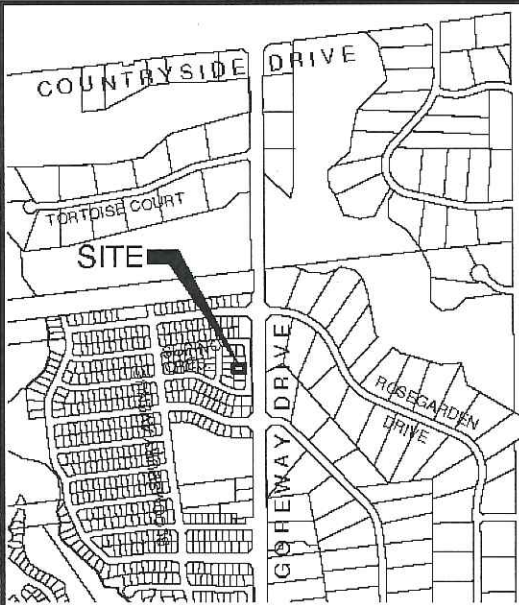 COUNTRYSIDE DRIVE
TORTOISE COURT
SITE
GOREWAY DRIVE
ROSEGARDEN
DRIVE